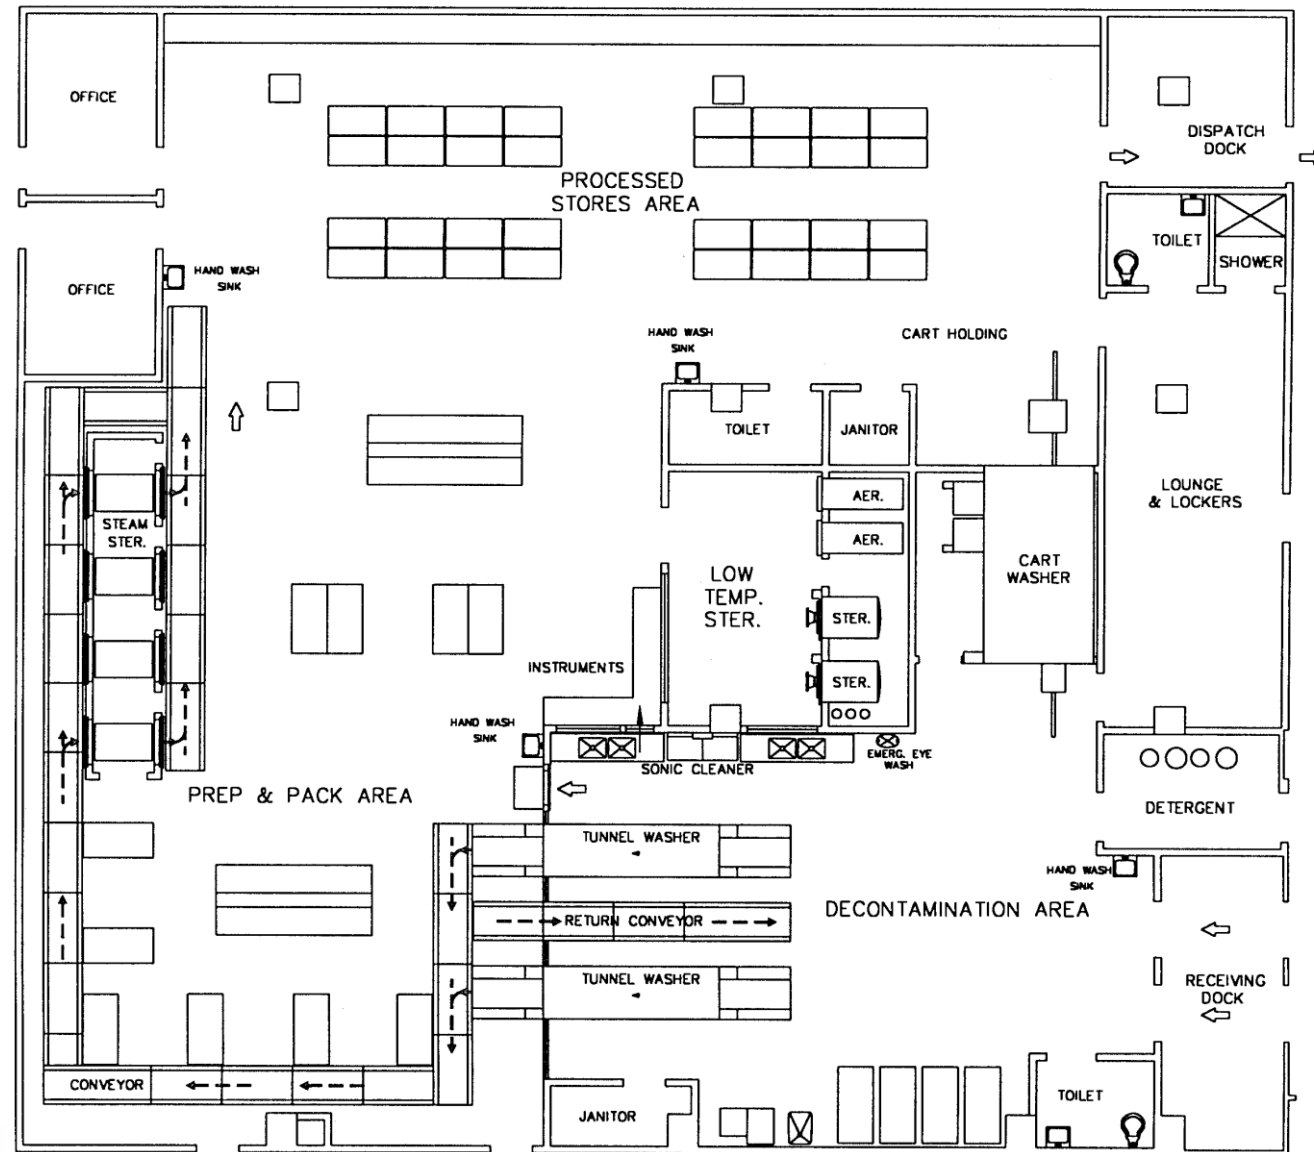 OFFICE
DISPATCH
DOCK
PROCESSED
STORES AREA
TOILET
SHOWER
HAND WASH
SINK
OFFICE
HAND WASH
SINK
CART HOLDING
TOILET
JANITOR
LOUNGE
& LOCKERS
AER.
AER.
STEAM
STER.
CART
WASHER
LOW
TEMP.
STER.
STER.
STER.
INSTRUMENTS
HAND WASH
SINK
EMERG. EYE
WASH
SONIC CLEANER
PREP & PACK AREA
DETERGENT
TUNNEL WASHER
HAND WASH
SINK
RETURN CONVEYOR
DECONTAMINATION AREA
TUNNEL WASHER
RECEIVING
DOCK
CONVEYOR
TOILET
JANITOR